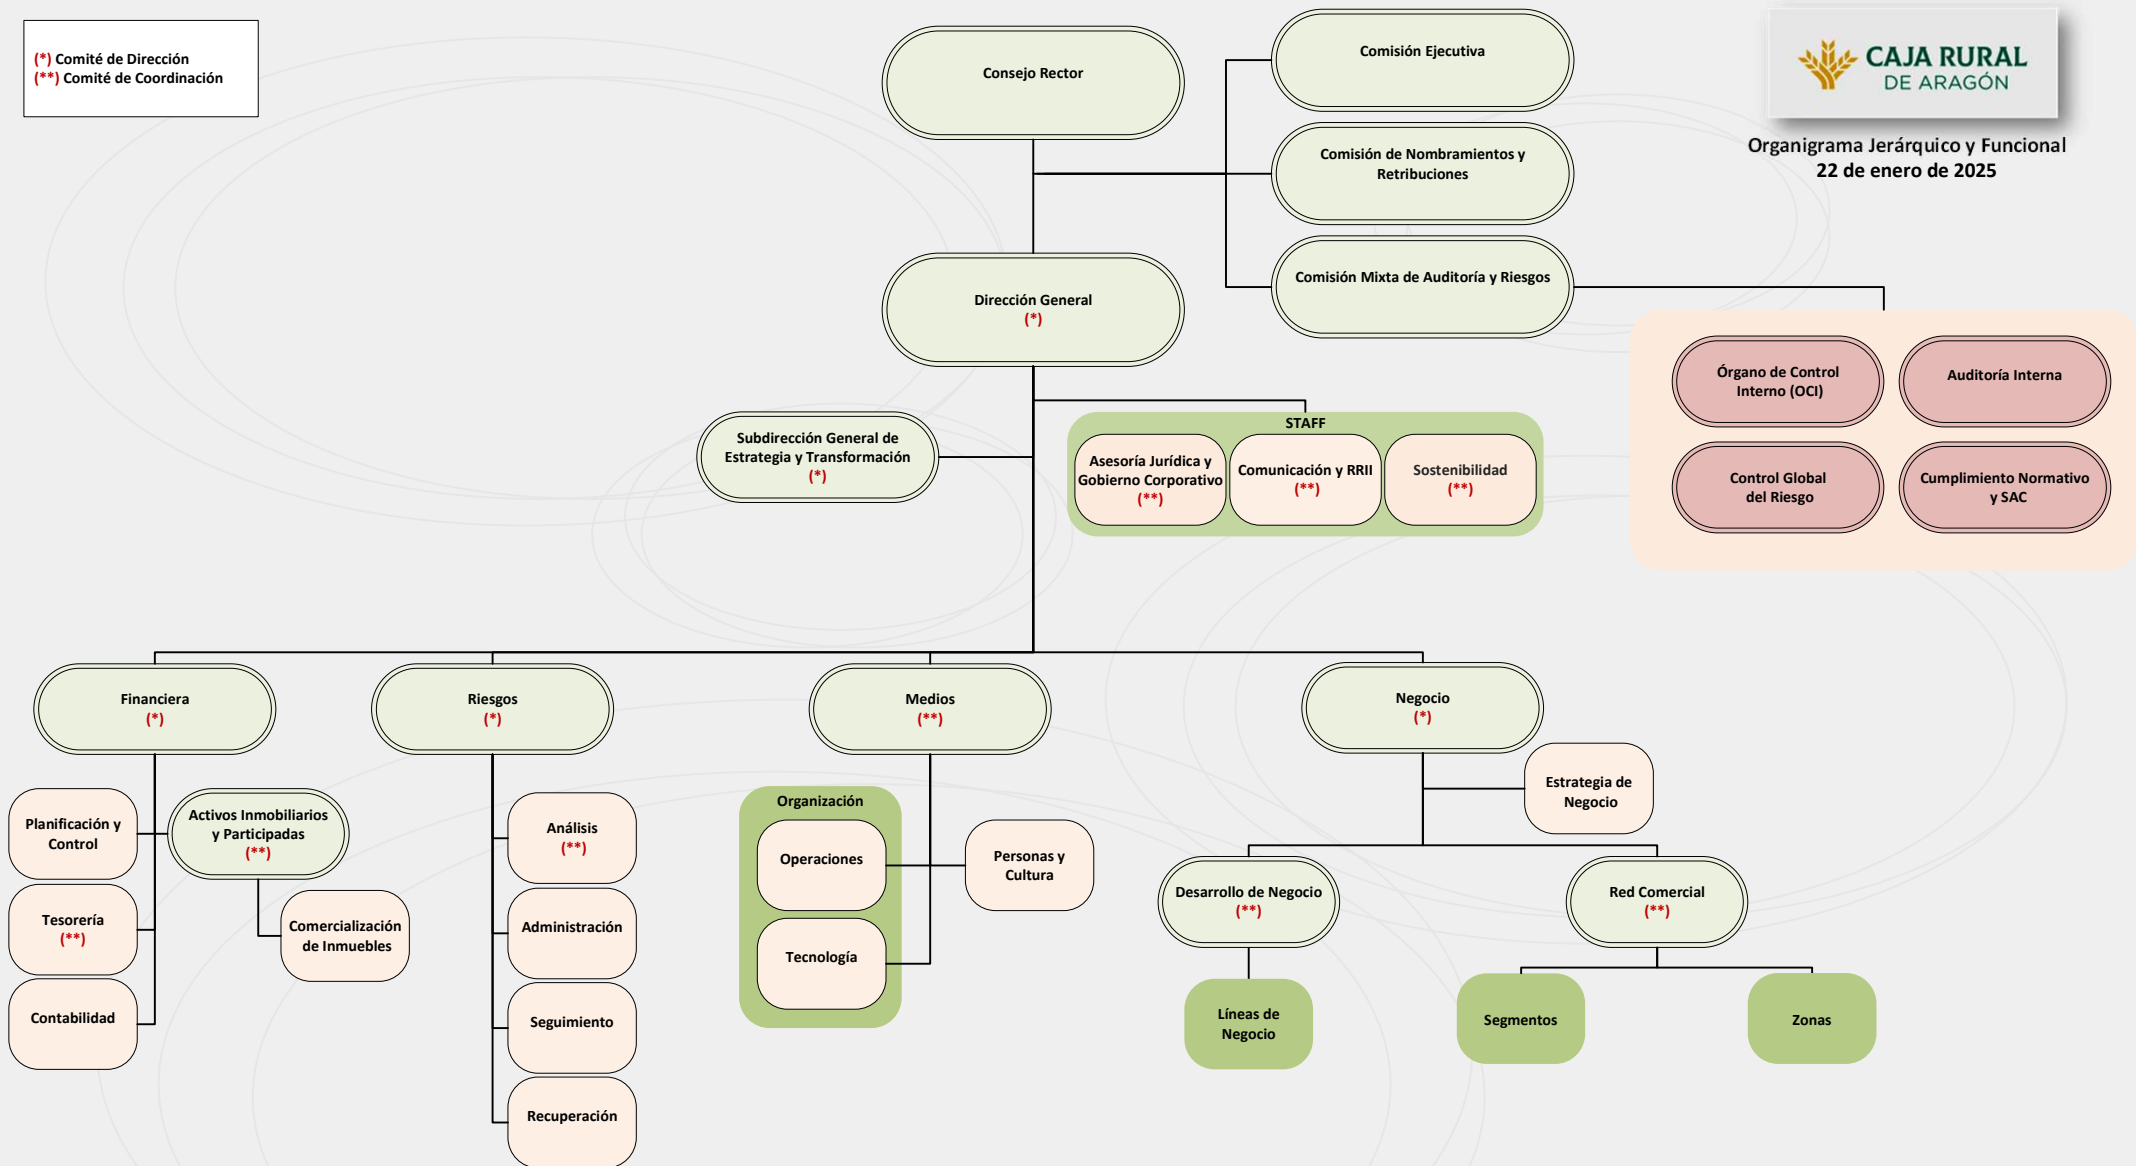 (*) Comité de Dirección
(**) Comité de Coordinación
Consejo Rector
Comisión Ejecutiva
Comisión de Nombramientos y
Retribuciones
Comisión Mixta de Auditoría y Riesgos
CAJA RURAL
DE ARAGÓN
Organigrama Jerárquico y Funcional
22 de enero de 2025
Dirección General
(*)
Órgano de Control
Interno (OCI)
Auditoría Interna
Control Global
del Riesgo
Cumplimiento Normativo
y SAC
Subdirección General de
Estrategia y Transformación
(*)
STAFF
Asesoría Jurídica y
Gobierno Corporativo
(**)
Comunicación y RRII
(**)
Sostenibilidad
(**)
Financiera
(*)
Planificación y
Control
Activos Inmobiliarios
y Participadas
(**)
Tesorería
(**)
Comercialización
de Inmuebles
Contabilidad
Riesgos
(*)
Análisis
(**)
Administración
Seguimiento
Recuperación
Medios
(**)
Organización
Operaciones
Tecnología
Personas y
Cultura
Negocio
(*)
Estrategia de
Negocio
Desarrollo de Negocio
(**)
Red Comercial
(**)
Líneas de
Negocio
Segmentos
Zonas